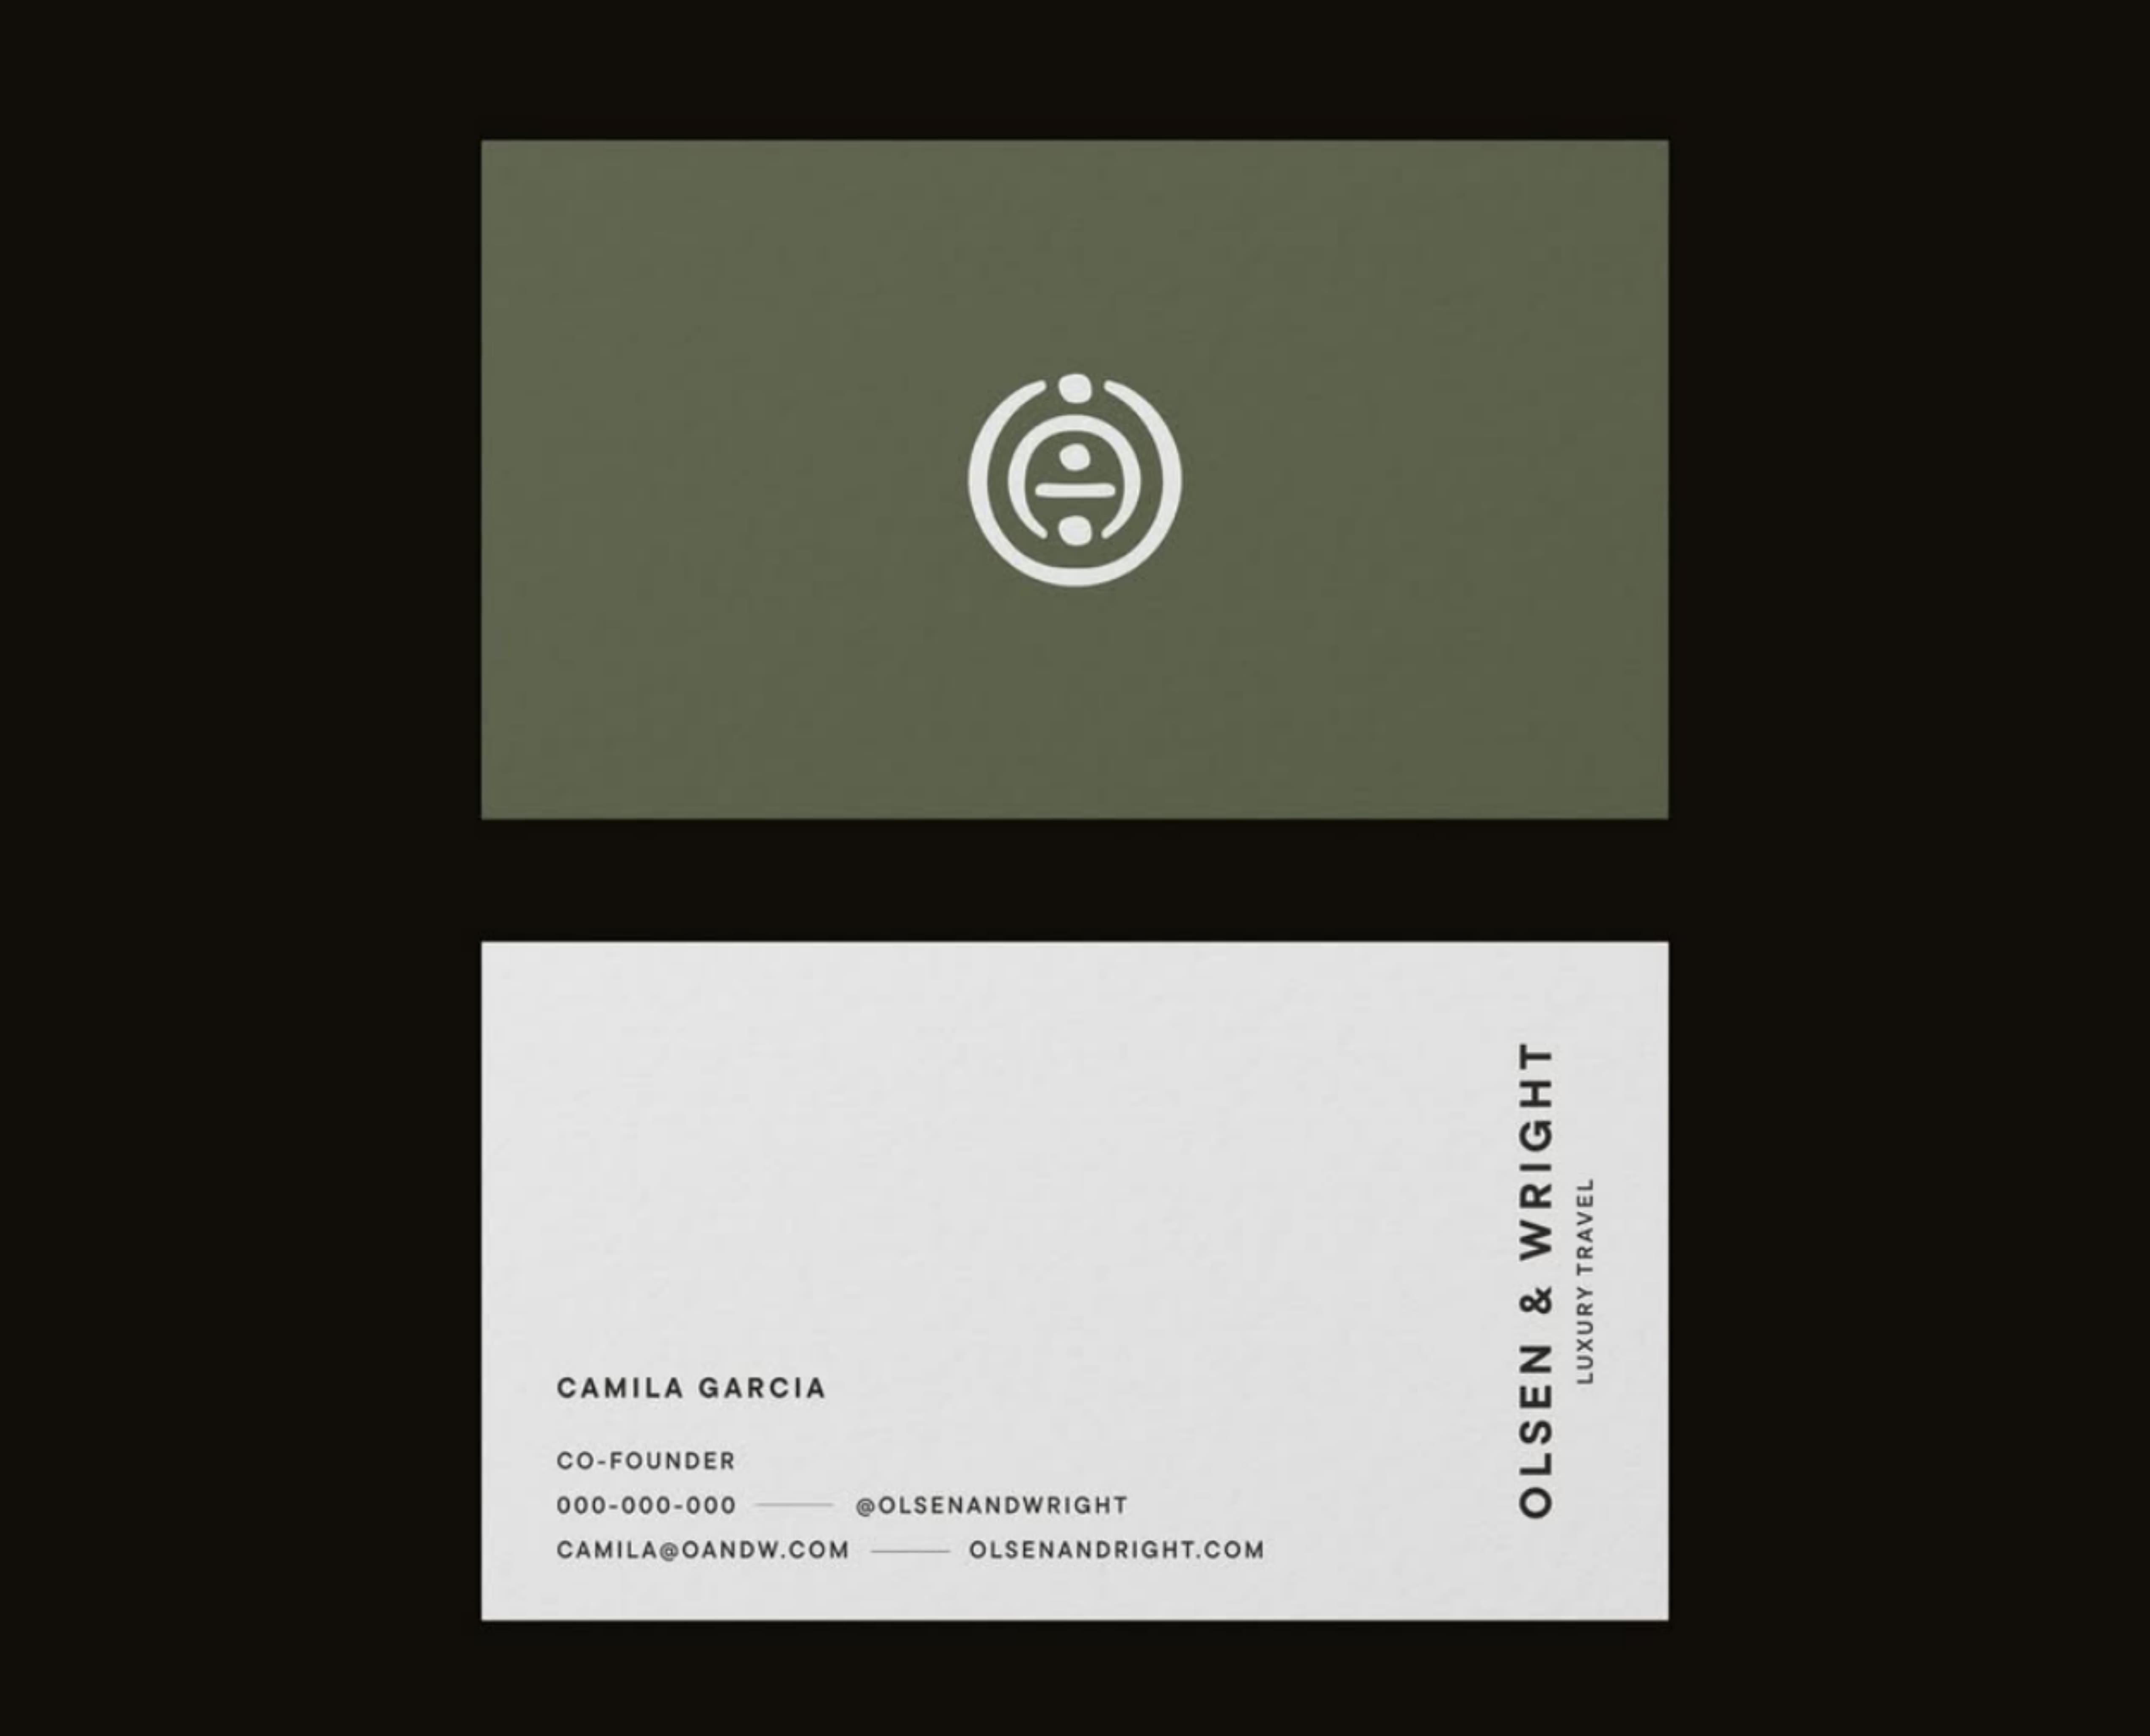 CAMILA GARCIA
CO-FOUNDER
000-000-000 @OLSENANDWRIGHT
CAMILA@OANDW.COM OLSENANDRIGHT.COM
OLSEN & WRIGHT
LUXURY TRAVEL